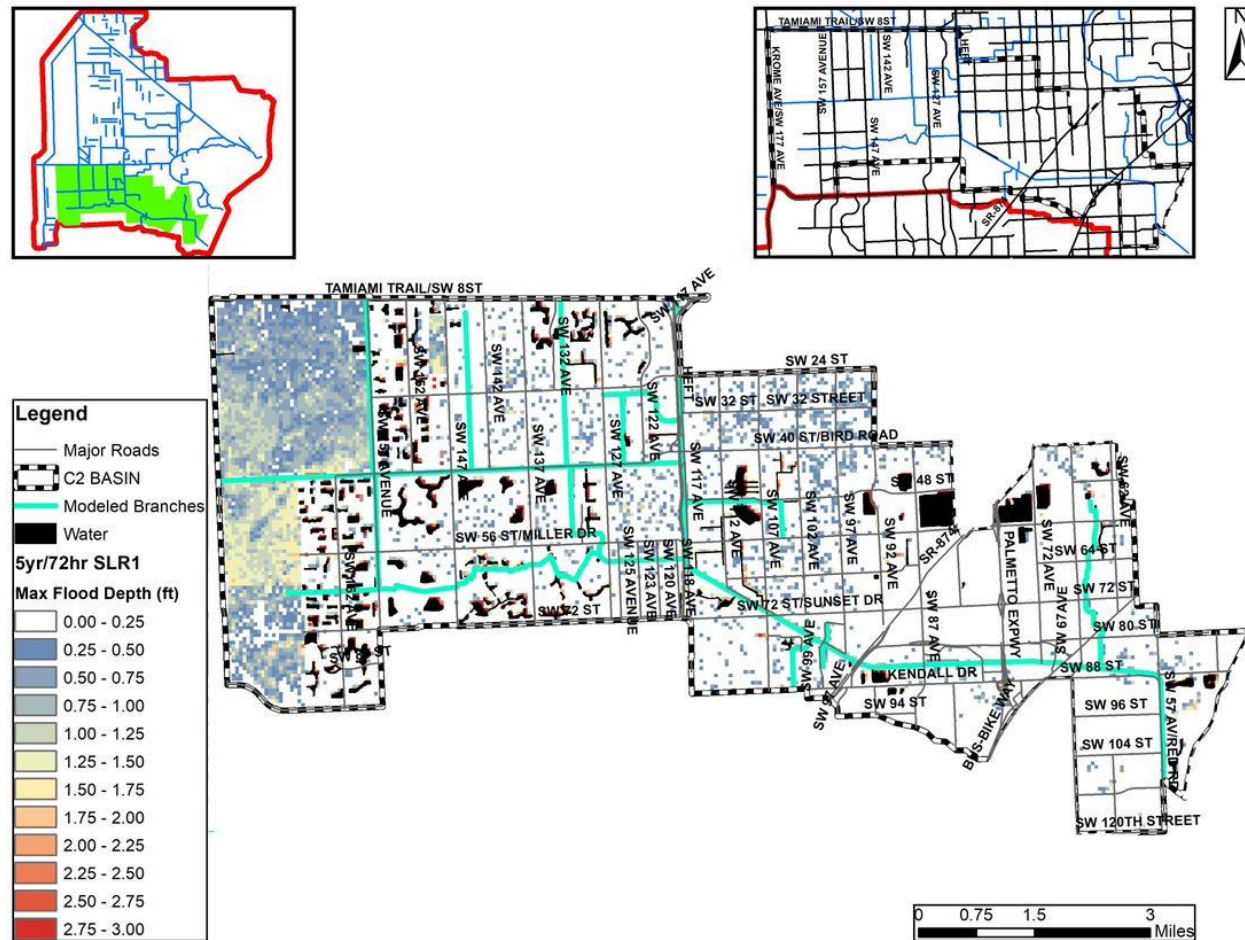 TAMIAMI TRAIL/SW 8ST
KROME AVE/SW 177 AVE
SW 157 AVENUE
SW 142 AVE
SW 147 AVE
SW 127 AVE
HEFT
SR-874
N
TAMIAMI TRAIL/SW 8ST
SW 117 AVE
SW 152 AVE
SW 142 AVE
SW 132 AVE
HEFT
SW 24 ST
SW 32 ST
SW 32 STREET
SW 122 AVE
SW 40 ST/BIRD ROAD
AVENUE
SW 147 AVE
SW 137 AVE
SW 127 AVE
SW 117 AVE
48 ST
SW 107 AVE
SW 102 AVE
SW 97 AVE
SW 92 AVE
SR-874
SW 56 ST/MILLER DR
SW 125 AVENUE
SW 123 AVE
SW 120 AVE
SW 118 AVE
PALMETTO EXPWY
SW 72 AVE
SW 64 ST
SW 72 ST
SW 72 ST
SW 72 ST/SUNSET DR
SW 87 AVE
SW 67 AVE
SW 80 ST
SW 99 AVE
KENDALL DR
SW 88 ST
SW 94 ST
SW 96 ST
SW 104 ST
SW 57 AV/RED RD
SW 120TH STREET
Legend
Major Roads
C2 BASIN
Modeled Branches
Water
5yr/72hr SLR1
Max Flood Depth (ft)
0.00 - 0.25
0.25 - 0.50
0.50 - 0.75
0.75 - 1.00
1.00 - 1.25
1.25 - 1.50
1.50 - 1.75
1.75 - 2.00
2.00 - 2.25
2.25 - 2.50
2.50 - 2.75
2.75 - 3.00
0 0.75 1.5 3
Miles